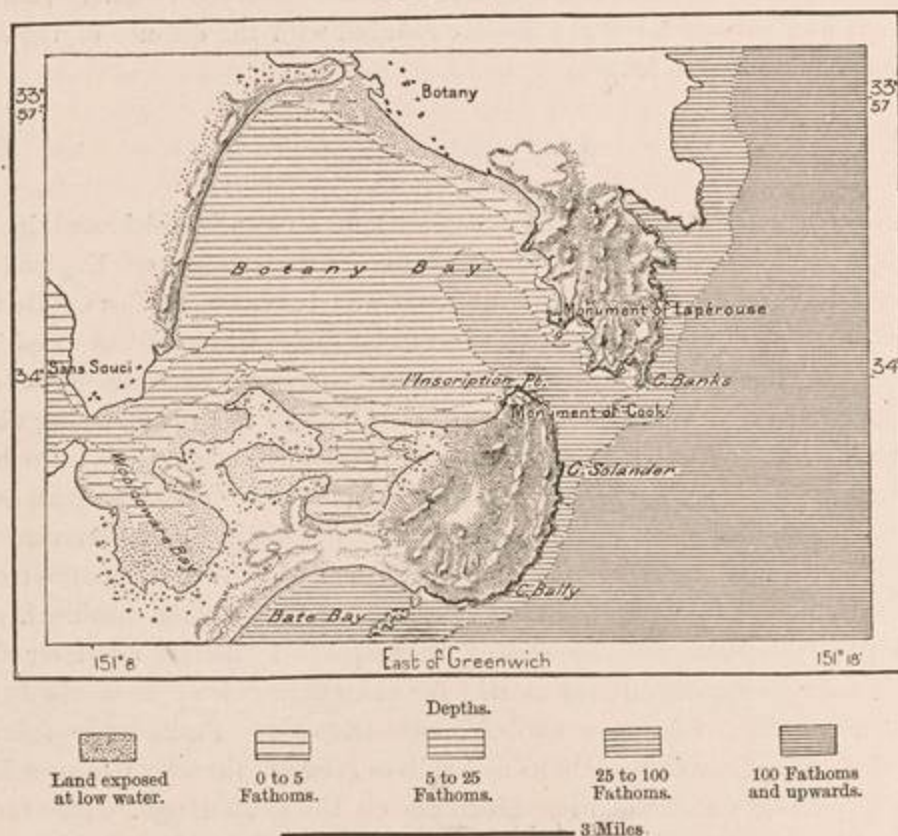 33°
57'
33°
57'
Botany
Botany Bay
Monument of Lapérouse
Sans Souci
34°
34°
l'Inscription Pt.
C. Banks
Monument of Cook
C. Solander
Woolooware Bay
C. Bally
Bate Bay
151°8'
East of Greenwich
151°18'
Depths.
Land exposed
at low water.
0 to 5
Fathoms.
5 to 25
Fathoms.
25 to 100
Fathoms.
100 Fathoms
and upwards.
3 Miles